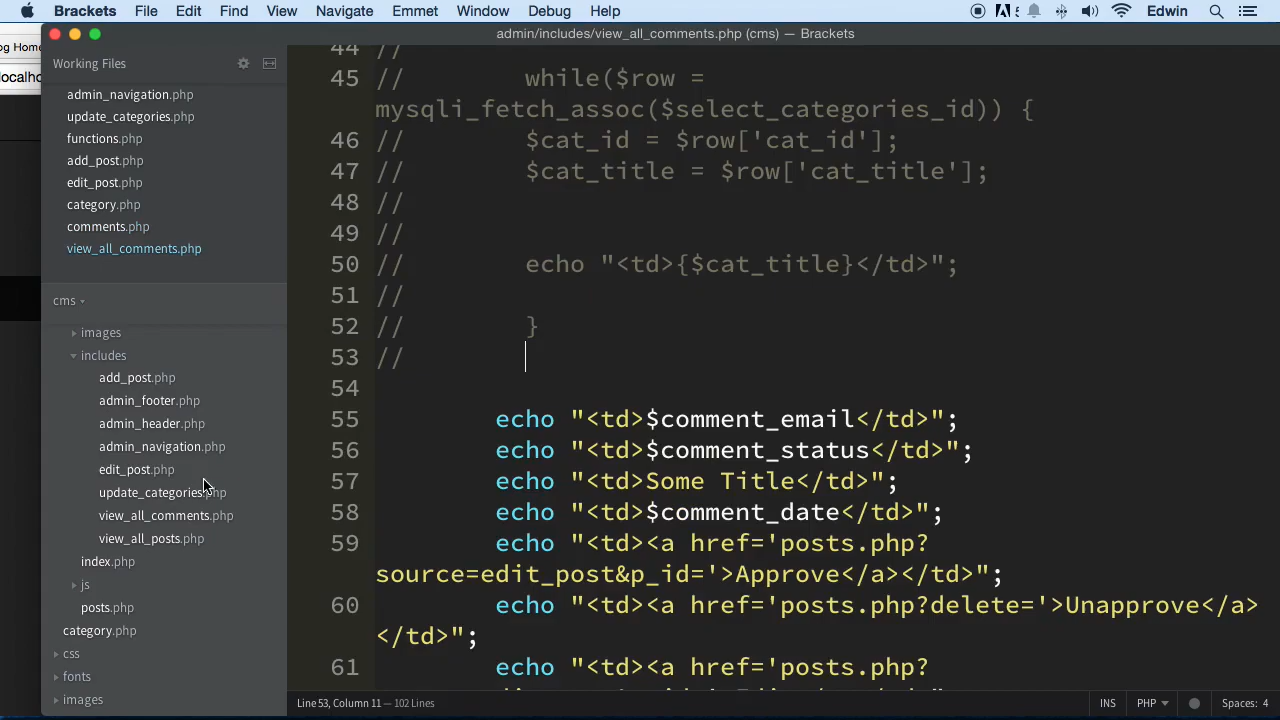 Brackets File Edit Find View Navigate Emmet Window Debug Help Edwin
admin/includes/view_all_comments.php (cms) — Brackets
og Home
localho
Working Files
admin_navigation.php
update_categories.php
functions.php
add_post.php
edit_post.php
category.php
comments.php
view_all_comments.php
cms
images
includes
add_post.php
admin_footer.php
admin_header.php
admin_navigation.php
edit_post.php
update_categories.php
view_all_comments.php
view_all_posts.php
index.php
js
posts.php
category.php
css
fonts
images
44 //
45 // while($row =
mysqli_fetch_assoc($select_categories_id)) {
46 // $cat_id = $row['cat_id'];
47 // $cat_title = $row['cat_title'];
48 //
49 //
50 // echo "<td>{$cat_title}</td>";
51 //
52 // }
53 //
54
55 echo "<td>$comment_email</td>";
56 echo "<td>$comment_status</td>";
57 echo "<td>Some Title</td>";
58 echo "<td>$comment_date</td>";
59 echo "<td><a href='posts.php?
source=edit_post&p_id='>Approve</a></td>";
60 echo "<td><a href='posts.php?delete='>Unapprove</a>
</td>";
61 echo "<td><a href='posts.php?
Line 53, Column 11 — 102 Lines
INS PHP Spaces: 4